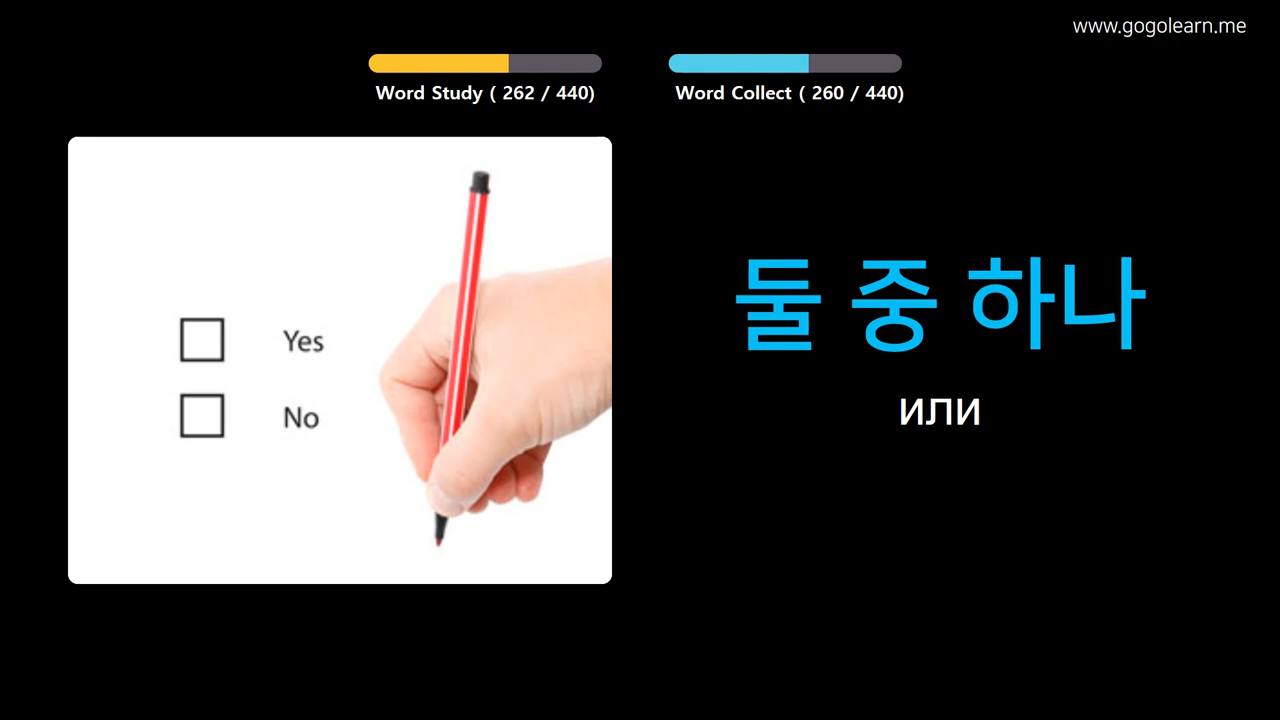 www.gogolearn.me
Word Study ( 262 / 440)
Word Collect ( 260 / 440)
Yes
No
둘 중 하나
или